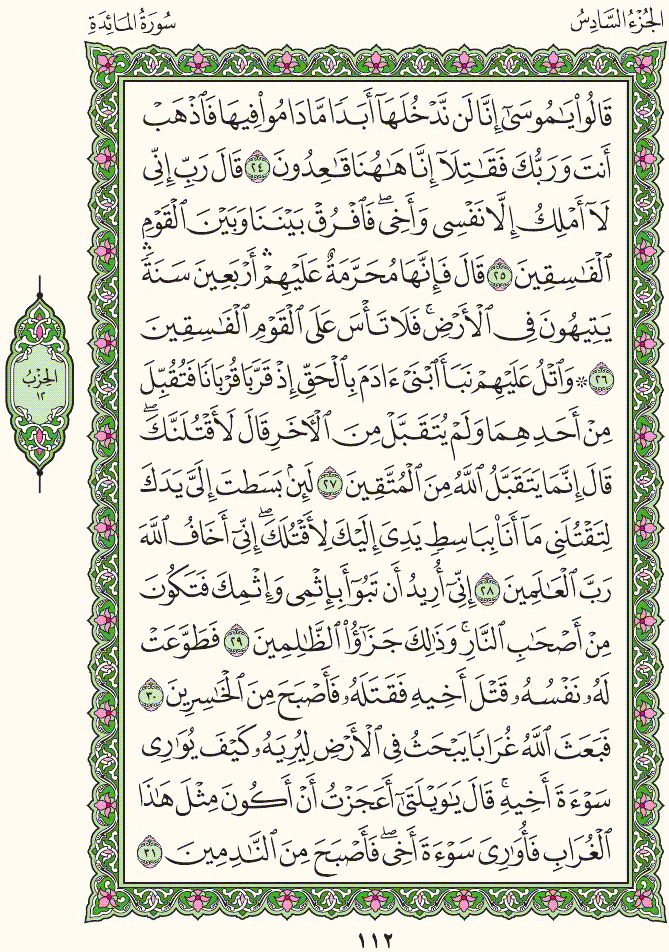 الجُزْءُ السَّادِسُ
سُورَةُ المَائِدَةِ
قَالُوا۟ يَـٰمُوسَىٰٓ إِنَّا لَن نَّدْخُلَهَآ أَبَدًا مَّا دَامُوا۟ فِيهَا فَٱذْهَبْ
أَنتَ وَرَبُّكَ فَقَـٰتِلَآ إِنَّا هَـٰهُنَا قَـٰعِدُونَ ٢٤ قَالَ رَبِّ إِنِّى
لَآ أَمْلِكُ إِلَّا نَفْسِى وَأَخِى ۖ فَٱفْرُقْ بَيْنَنَا وَبَيْنَ ٱلْقَوْمِ
ٱلْفَـٰسِقِينَ ٢٥ قَالَ فَإِنَّهَا مُحَرَّمَةٌ عَلَيْهِمْ ۛ أَرْبَعِينَ سَنَةً ۛ
يَتِيهُونَ فِى ٱلْأَرْضِ ۚ فَلَا تَأْسَ عَلَى ٱلْقَوْمِ ٱلْفَـٰسِقِينَ
٢٦ ۞ وَٱتْلُ عَلَيْهِمْ نَبَأَ ٱبْنَىْ ءَادَمَ بِٱلْحَقِّ إِذْ قَرَّبَا قُرْبَانًا فَتُقُبِّلَ
مِنْ أَحَدِهِمَا وَلَمْ يُتَقَبَّلْ مِنَ ٱلْـَٔاخَرِ قَالَ لَأَقْتُلَنَّكَ ۖ
قَالَ إِنَّمَا يَتَقَبَّلُ ٱللَّهُ مِنَ ٱلْمُتَّقِينَ ٢٧ لَئِنۢ بَسَطتَ إِلَىَّ يَدَكَ
لِتَقْتُلَنِى مَآ أَنَا۠ بِبَاسِطٍ يَدِىَ إِلَيْكَ لِأَقْتُلَكَ ۖ إِنِّىٓ أَخَافُ ٱللَّهَ
رَبَّ ٱلْعَـٰلَمِينَ ٢٨ إِنِّىٓ أُرِيدُ أَن تَبُوٓأَ بِإِثْمِى وَإِثْمِكَ فَتَكُونَ
مِنْ أَصْحَـٰبِ ٱلنَّارِ ۚ وَذَٰلِكَ جَزَٰٓؤُا۟ ٱلظَّـٰلِمِينَ ٢٩ فَطَوَّعَتْ
لَهُۥ نَفْسُهُۥ قَتْلَ أَخِيهِ فَقَتَلَهُۥ فَأَصْبَحَ مِنَ ٱلْخَـٰسِرِينَ ٣٠
فَبَعَثَ ٱللَّهُ غُرَابًا يَبْحَثُ فِى ٱلْأَرْضِ لِيُرِيَهُۥ كَيْفَ يُوَٰرِى
سَوْءَةَ أَخِيهِ ۚ قَالَ يَـٰوَيْلَتَىٰٓ أَعَجَزْتُ أَنْ أَكُونَ مِثْلَ هَـٰذَا
ٱلْغُرَابِ فَأُوَٰرِىَ سَوْءَةَ أَخِى ۖ فَأَصْبَحَ مِنَ ٱلنَّـٰدِمِينَ ٣١
الحِزْبُ
١٢
١١٢